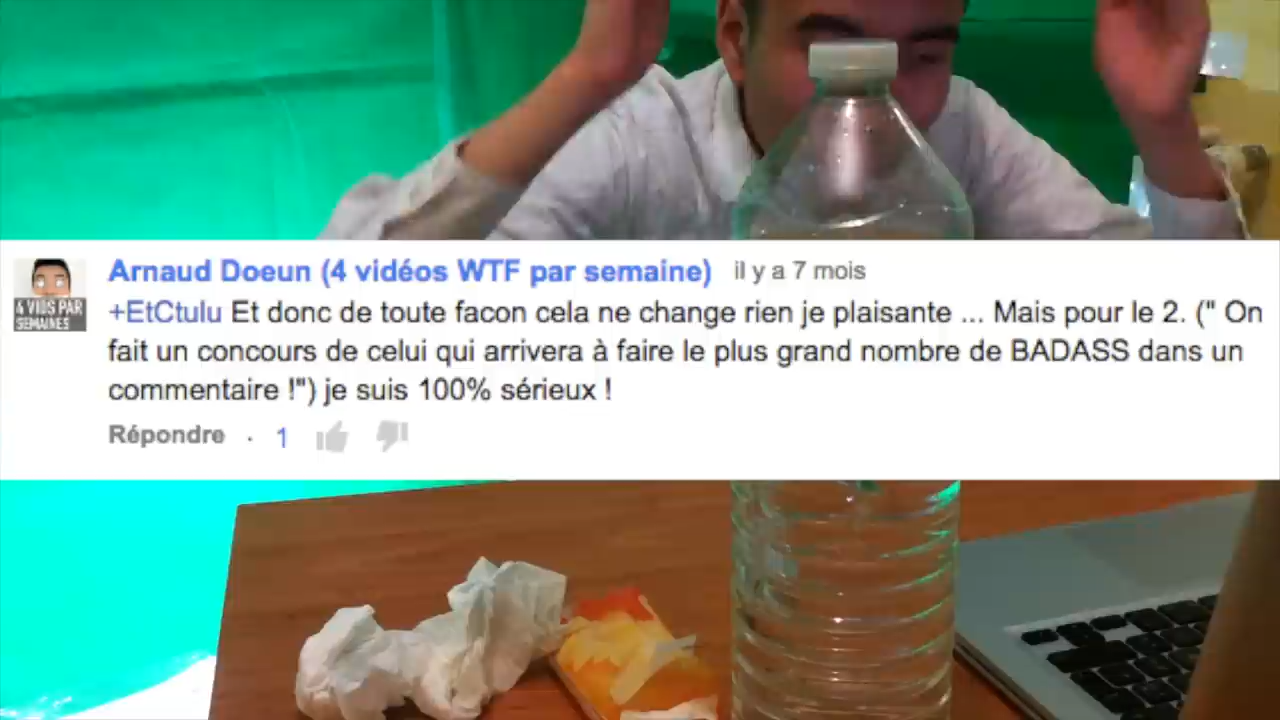 Arnaud Doeun (4 vidéos WTF par semaine) il y a 7 mois
4 VIDS PAR
SEMAINES
+EtCtulu Et donc de toute facon cela ne change rien je plaisante ... Mais pour le 2. (" On
fait un concours de celui qui arrivera à faire le plus grand nombre de BADASS dans un
commentaire !") je suis 100% sérieux !
Répondre · 1